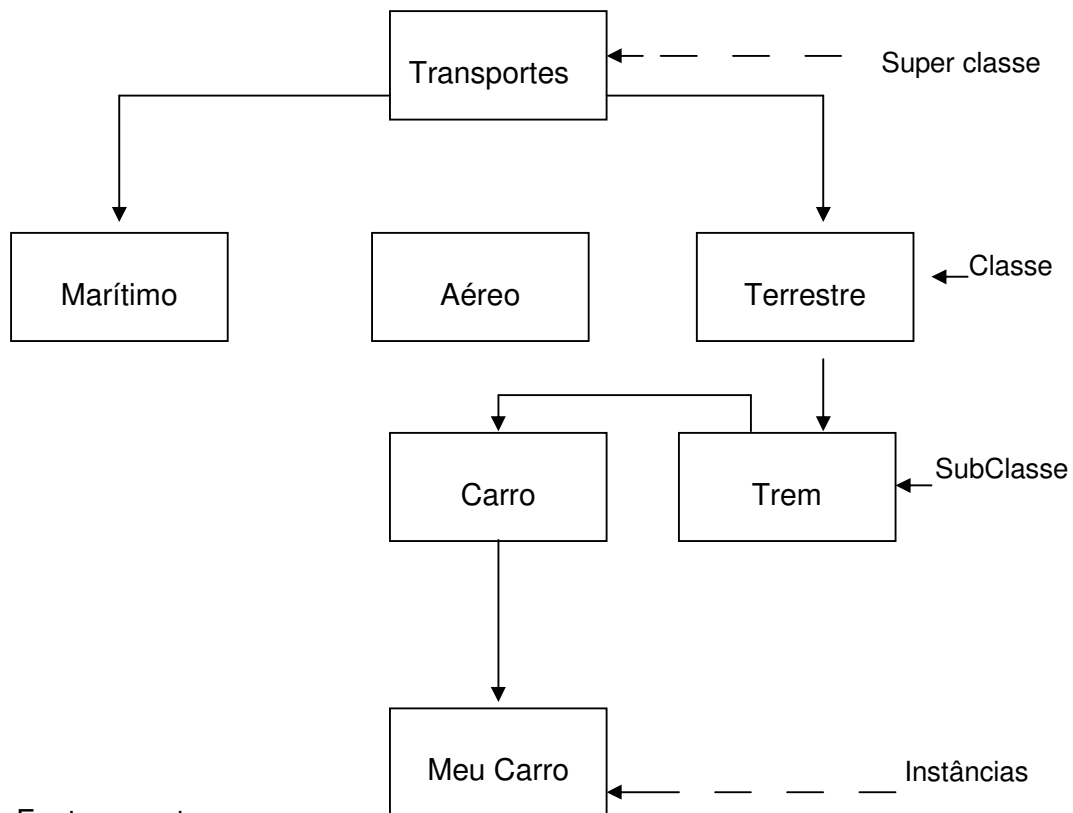 Transportes
Super classe
Marítimo
Aéreo
Terrestre
Classe
Carro
Trem
SubClasse
Meu Carro
Instâncias